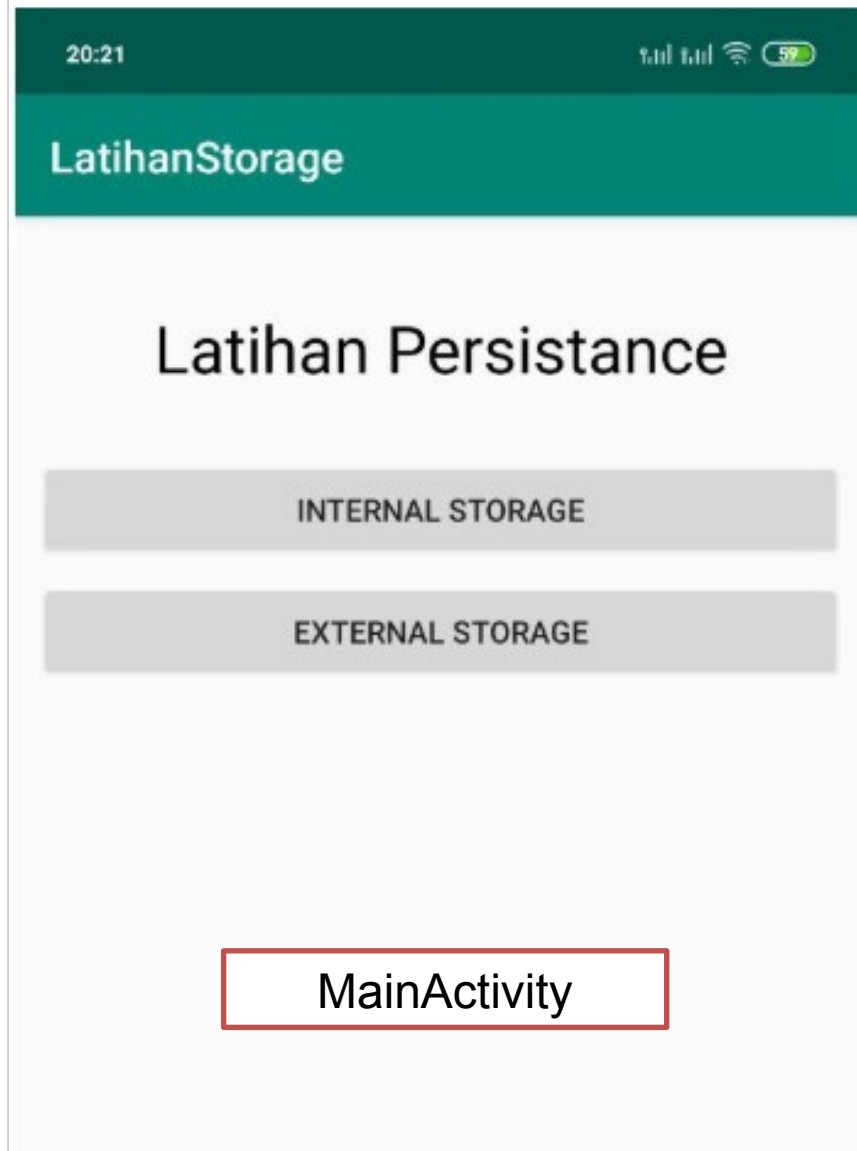 20:21
59
LatihanStorage
Latihan Persistance
INTERNAL STORAGE
EXTERNAL STORAGE
MainActivity